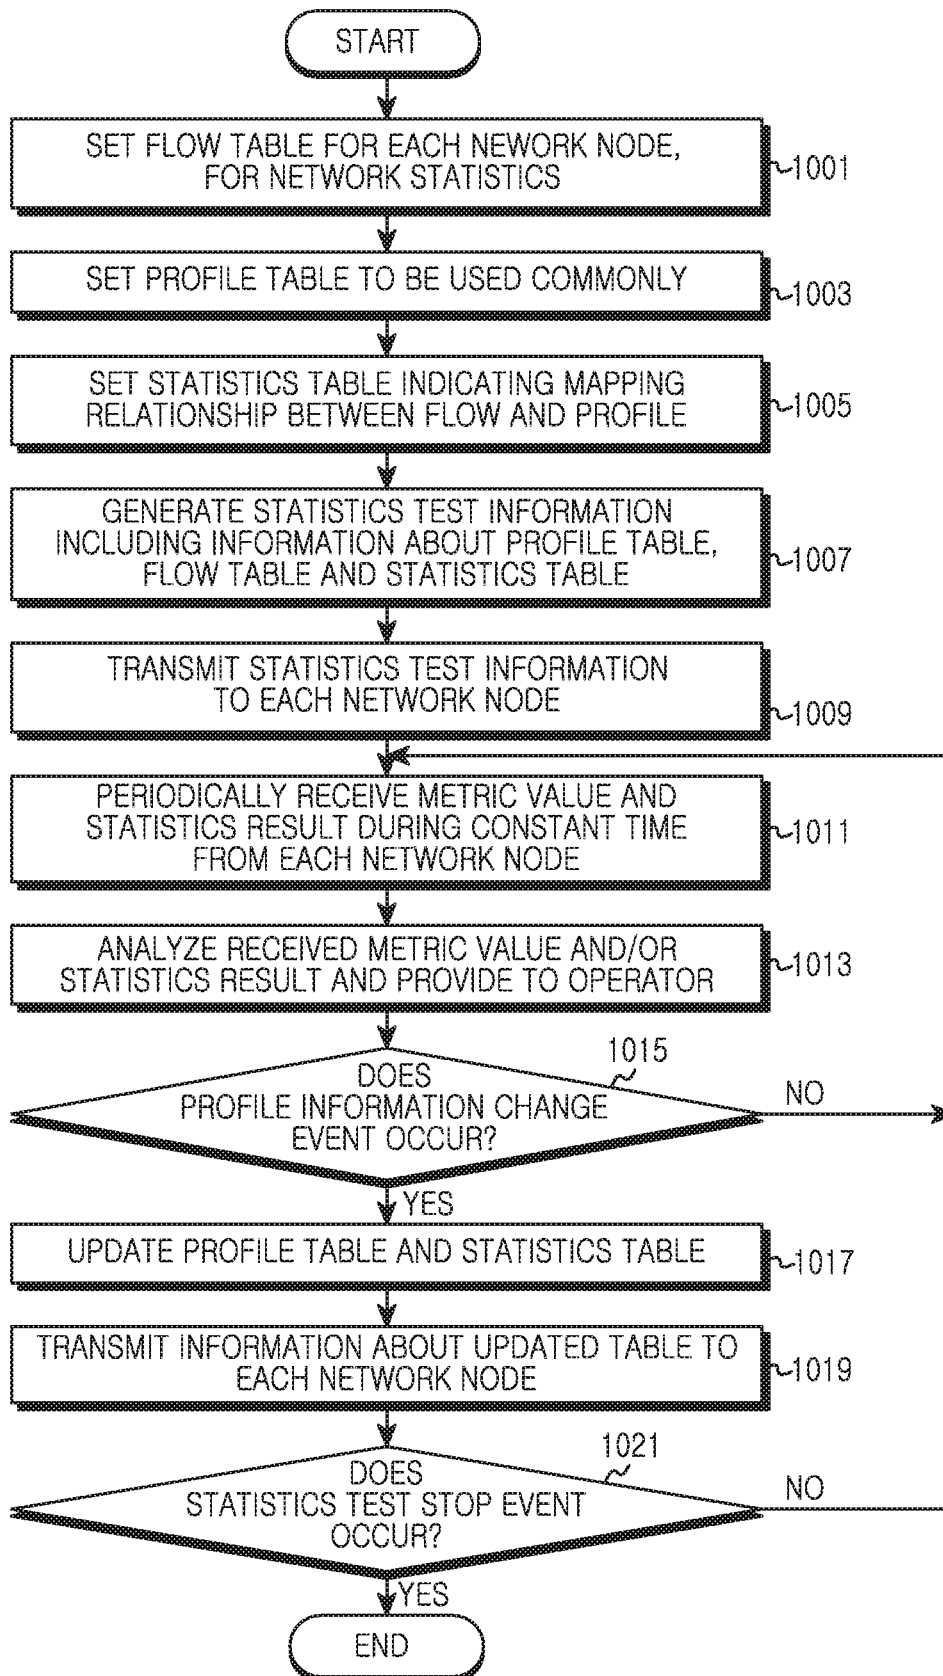 START
SET FLOW TABLE FOR EACH NEWORK NODE,
FOR NETWORK STATISTICS
1001
SET PROFILE TABLE TO BE USED COMMONLY
1003
SET STATISTICS TABLE INDICATING MAPPING
RELATIONSHIP BETWEEN FLOW AND PROFILE
1005
GENERATE STATISTICS TEST INFORMATION
INCLUDING INFORMATION ABOUT PROFILE TABLE,
FLOW TABLE AND STATISTICS TABLE
1007
TRANSMIT STATISTICS TEST INFORMATION
TO EACH NETWORK NODE
1009
PERIODICALLY RECEIVE METRIC VALUE AND
STATISTICS RESULT DURING CONSTANT TIME
FROM EACH NETWORK NODE
1011
ANALYZE RECEIVED METRIC VALUE AND/OR
STATISTICS RESULT AND PROVIDE TO OPERATOR
1013
1015
DOES
PROFILE INFORMATION CHANGE
EVENT OCCUR?
NO
YES
UPDATE PROFILE TABLE AND STATISTICS TABLE
1017
TRANSMIT INFORMATION ABOUT UPDATED TABLE TO
EACH NETWORK NODE
1019
1021
DOES
STATISTICS TEST STOP EVENT
OCCUR?
NO
YES
END